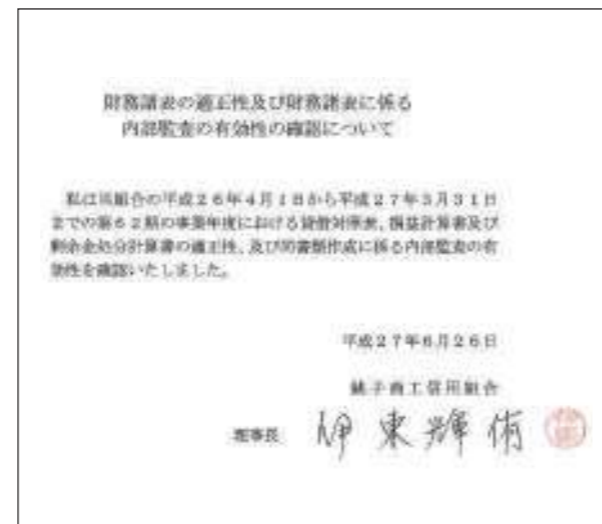 財務諸表の適正性及び財務諸表に係る
内部監査の有効性の確認について
私は当組合の平成26年4月1日から平成27年3月31日
までの第62期の事業年度における貸借対照表、損益計算書及び
剰余金処分計算書の適正性、及び同書類作成に係る内部監査の有
効性を確認いたしました。
平成27年6月26日
銚子商工信用組合
理事長 伊東輝侑